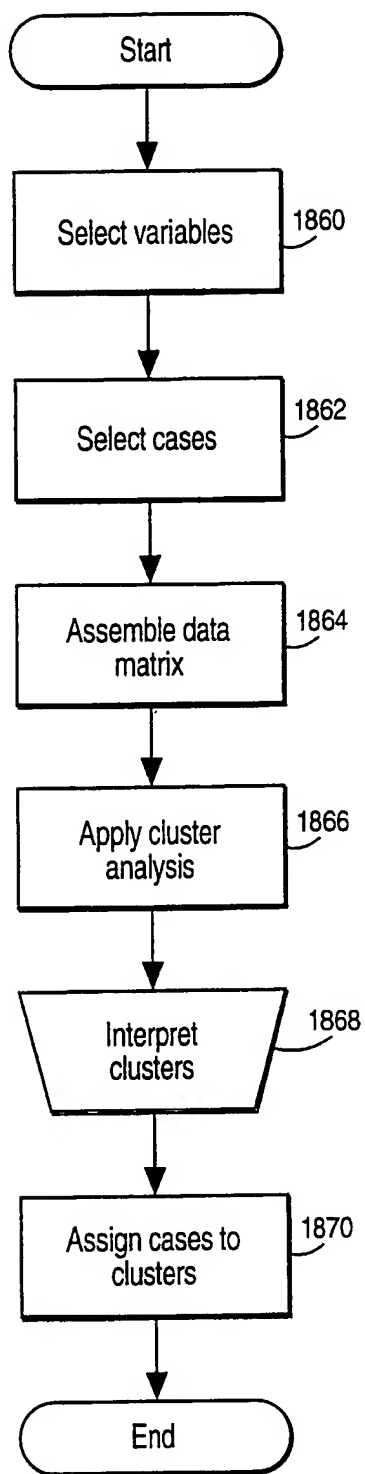 Start
Select variables
1860
Select cases
1862
Assemble data
matrix
1864
Apply cluster
analysis
1866
Interpret
clusters
1868
Assign cases to
clusters
1870
End